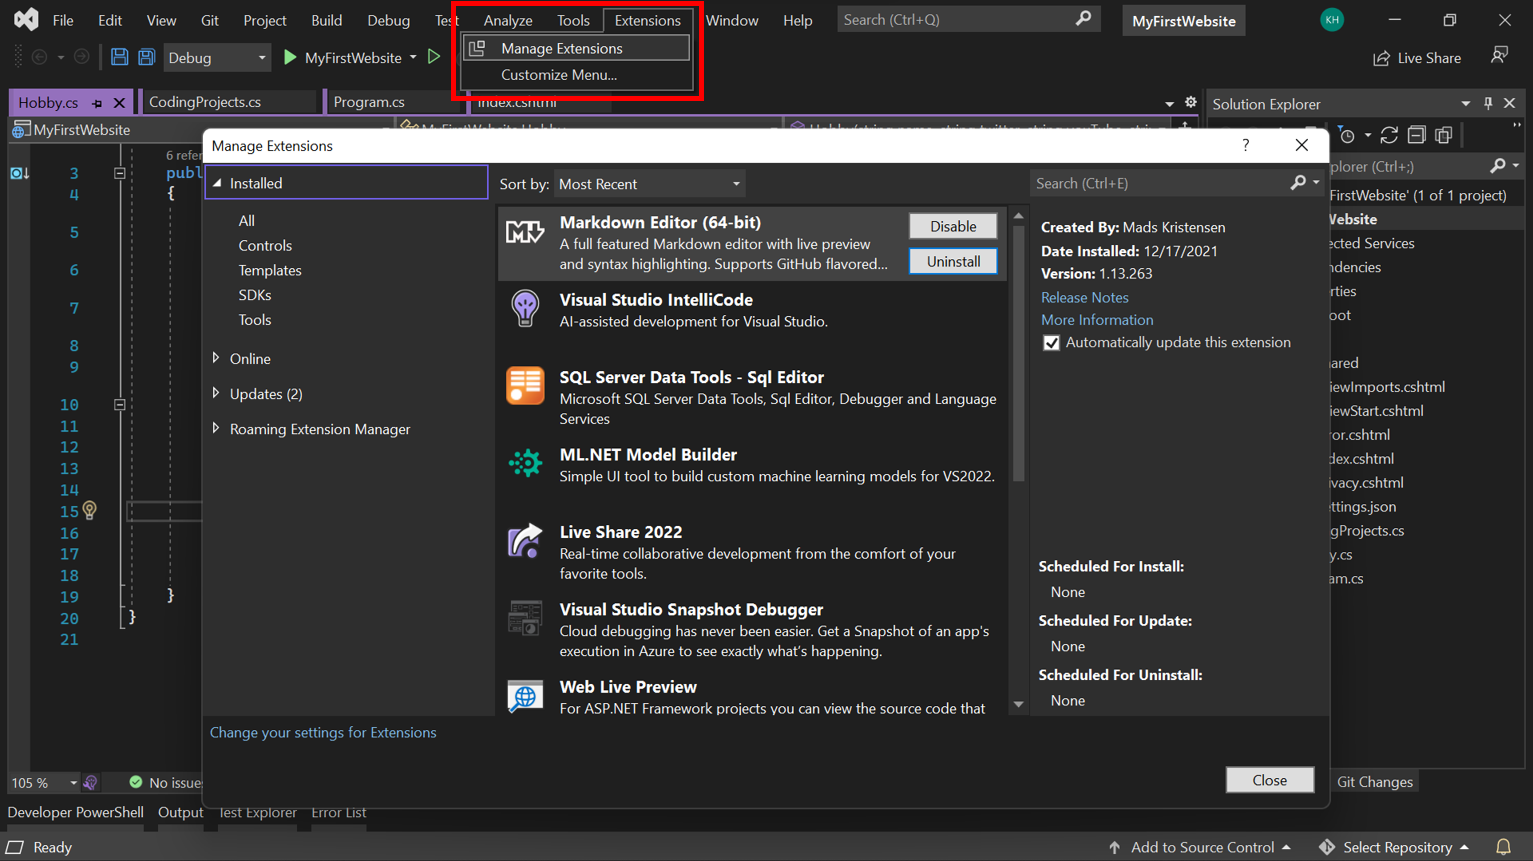 File Edit View Git Project Build Debug Test Analyze Tools Extensions Window Help Search (Ctrl+Q) MyFirstWebsite KH
Manage Extensions
Customize Menu...
Debug MyFirstWebsite Live Share
Hobby.cs CodingProjects.cs Program.cs Index.cshtml Solution Explorer
MyFirstWebsite MyFirstWebsite.Hobby
Manage Extensions ?
Installed
All
Controls
Templates
SDKs
Tools
Online
Updates (2)
Roaming Extension Manager
Sort by: Most Recent
Search (Ctrl+E)
Markdown Editor (64-bit)
A full featured Markdown editor with live preview
and syntax highlighting. Supports GitHub flavored...
Disable
Uninstall
Visual Studio IntelliCode
AI-assisted development for Visual Studio.
SQL Server Data Tools - Sql Editor
Microsoft SQL Server Data Tools, Sql Editor, Debugger and Language
Services
ML.NET Model Builder
Simple UI tool to build custom machine learning models for VS2022.
Live Share 2022
Real-time collaborative development from the comfort of your
favorite tools.
Visual Studio Snapshot Debugger
Cloud debugging has never been easier. Get a Snapshot of an app's
execution in Azure to see exactly what's happening.
Web Live Preview
For ASP.NET Framework projects you can view the source code that
Created By: Mads Kristensen
Date Installed: 12/17/2021
Version: 1.13.263
Release Notes
More Information
Automatically update this extension
Scheduled For Install:
None
Scheduled For Update:
None
Scheduled For Uninstall:
None
Change your settings for Extensions
Close
6 refer
3 publ
4 {
5
6
7
8
9
10
11
12
13
14
15
16
17
18
19 }
20 }
21
plorer (Ctrl+;)
FirstWebsite' (1 of 1 project)
Website
ected Services
ndencies
rties
oot
ared
iewImports.cshtml
iewStart.cshtml
ror.cshtml
dex.cshtml
ivacy.cshtml
ttings.json
gProjects.cs
y.cs
am.cs
105 % No issues Git Changes
Developer PowerShell Output Test Explorer Error List
Ready Add to Source Control Select Repository